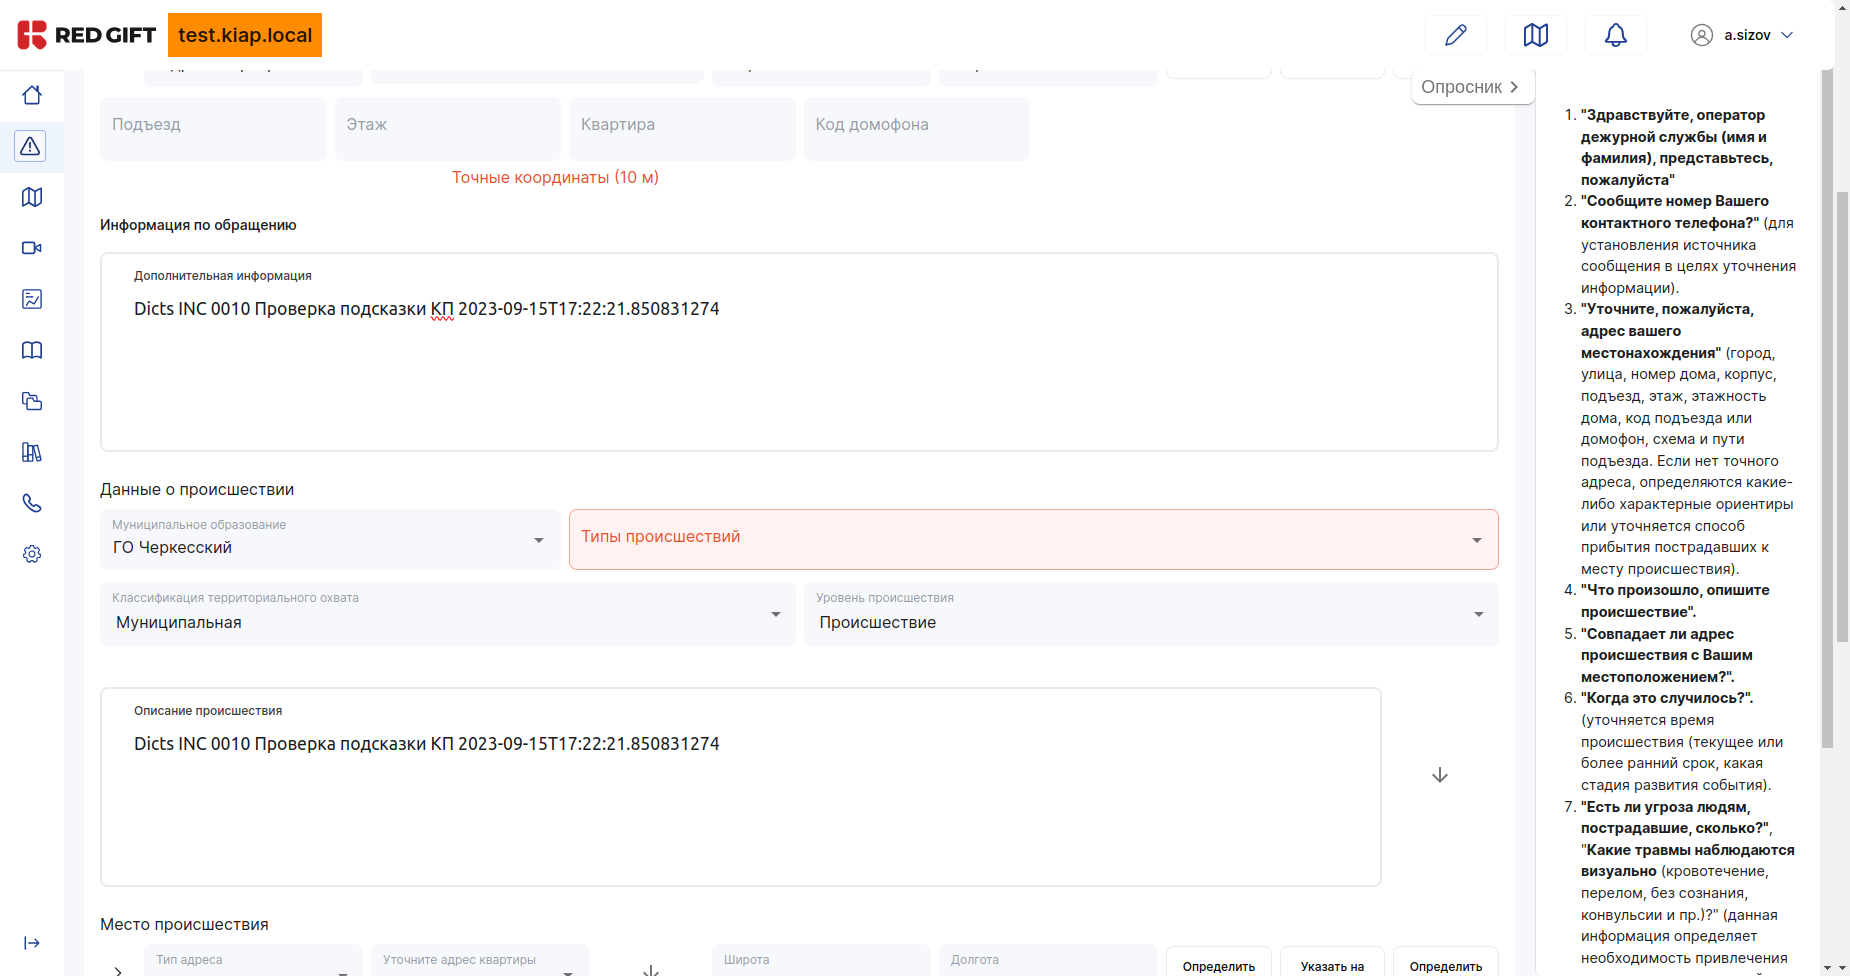 RED GIFT
test.kiap.local
a.sizov
Опросник
Подъезд
Этаж
Квартира
Код домофона
Точные координаты (10 м)
Информация по обращению
Дополнительная информация
Dicts INC 0010 Проверка подсказки КП 2023-09-15T17:22:21.850831274
Данные о происшествии
Муниципальное образование
ГО Черкесский
Типы происшествий
Классификация территориального охвата
Муниципальная
Уровень происшествия
Происшествие
Описание происшествия
Dicts INC 0010 Проверка подсказки КП 2023-09-15T17:22:21.850831274
Место происшествия
Тип адреса
Уточните адрес квартиры
Широта
Долгота
Определить
Указать на
Определить
1. "Здравствуйте, оператор
дежурной службы (имя и
фамилия), представьтесь,
пожалуйста"
2. "Сообщите номер Вашего
контактного телефона?" (для
установления источника
сообщения в целях уточнения
информации).
3. "Уточните, пожалуйста,
адрес вашего
местонахождения" (город,
улица, номер дома, корпус,
подъезд, этаж, этажность
дома, код подъезда или
домофон, схема и пути
подъезда. Если нет точного
адреса, определяются какие-
либо характерные ориентиры
или уточняется способ
прибытия пострадавших к
месту происшествия).
4. "Что произошло, опишите
происшествие".
5. "Совпадает ли адрес
происшествия с Вашим
местоположением?".
6. "Когда это случилось?".
(уточняется время
происшествия (текущее или
более ранний срок, какая
стадия развития события).
7. "Есть ли угроза людям,
пострадавшие, сколько?",
"Какие травмы наблюдаются
визуально (кровотечение,
перелом, без сознания,
конвульсии и пр.)?" (данная
информация определяет
необходимость привлечения